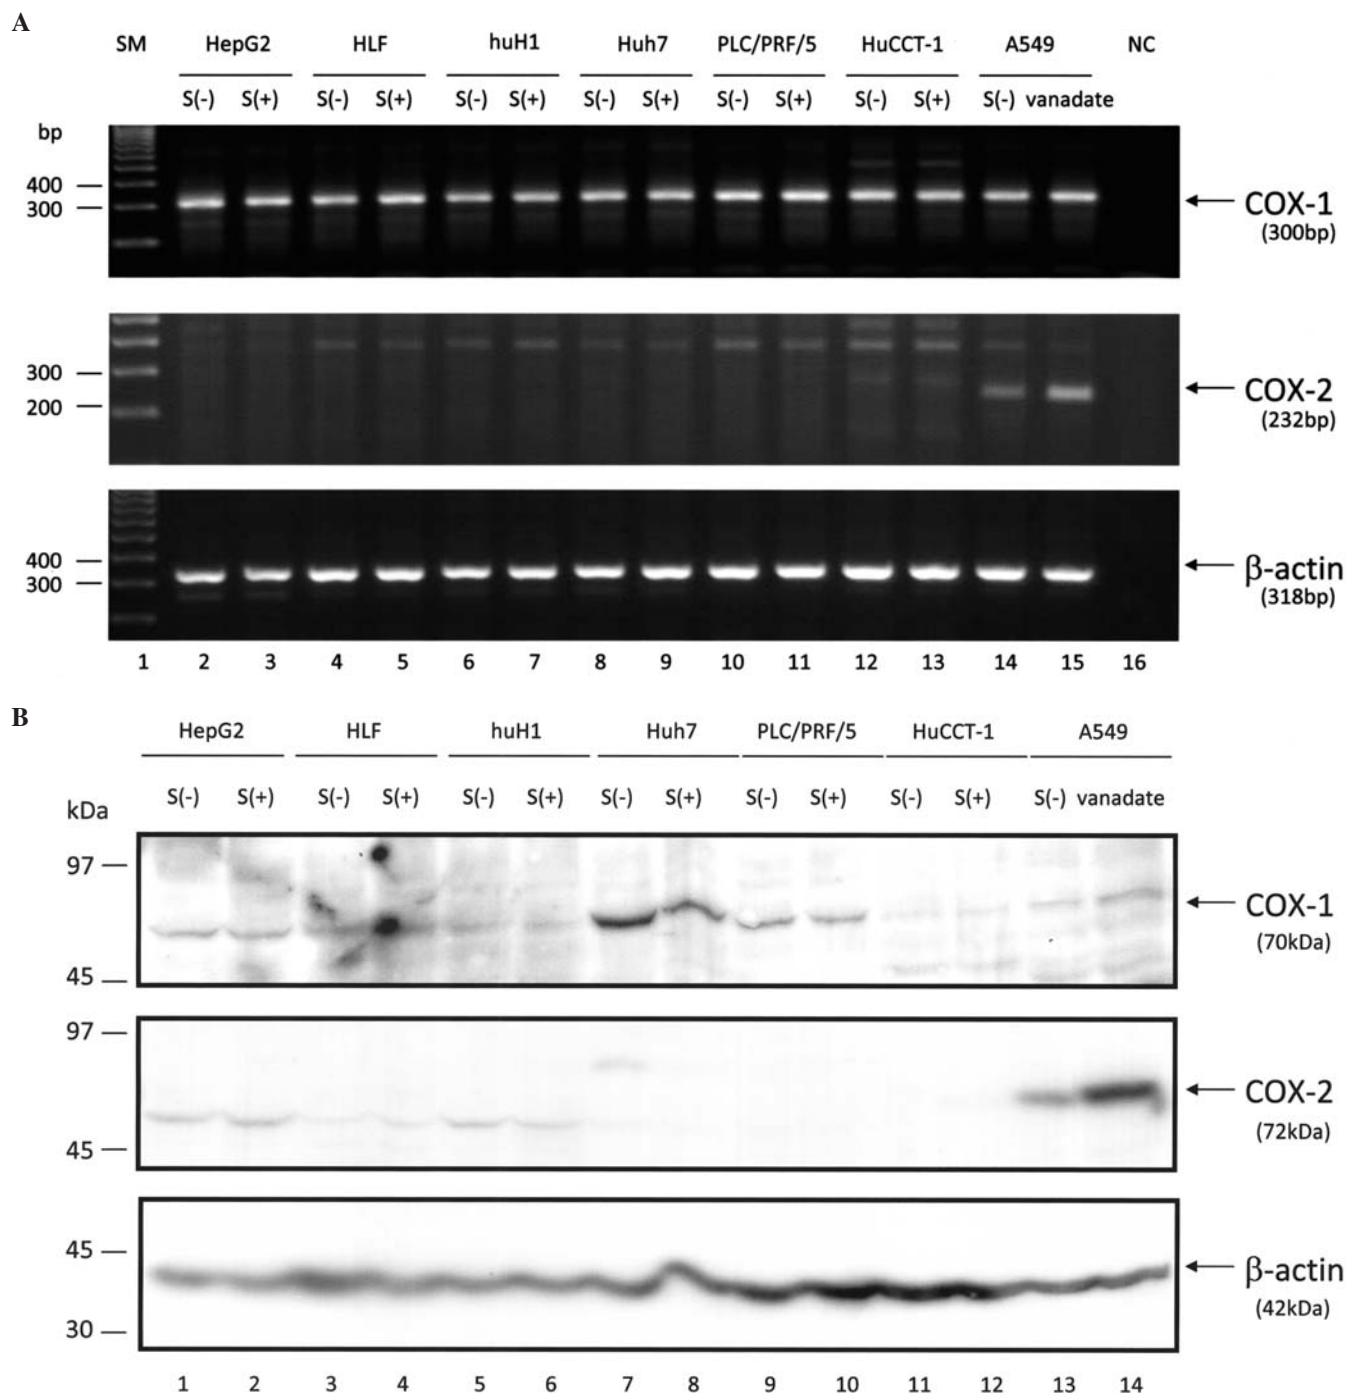 A
SM HepG2 HLF huH1 Huh7 PLC/PRF/5 HuCCT-1 A549 NC
S(-) S(+) S(-) S(+) S(-) S(+) S(-) S(+) S(-) S(+) S(-) S(+) S(-) vanadate
bp
400
300
COX-1
(300bp)
300
200
COX-2
(232bp)
400
300
β-actin
(318bp)
1 2 3 4 5 6 7 8 9 10 11 12 13 14 15 16
B
HepG2 HLF huH1 Huh7 PLC/PRF/5 HuCCT-1 A549
S(-) S(+) S(-) S(+) S(-) S(+) S(-) S(+) S(-) S(+) S(-) S(+) S(-) vanadate
kDa
97
45
COX-1
(70kDa)
97
45
COX-2
(72kDa)
45
30
β-actin
(42kDa)
1 2 3 4 5 6 7 8 9 10 11 12 13 14